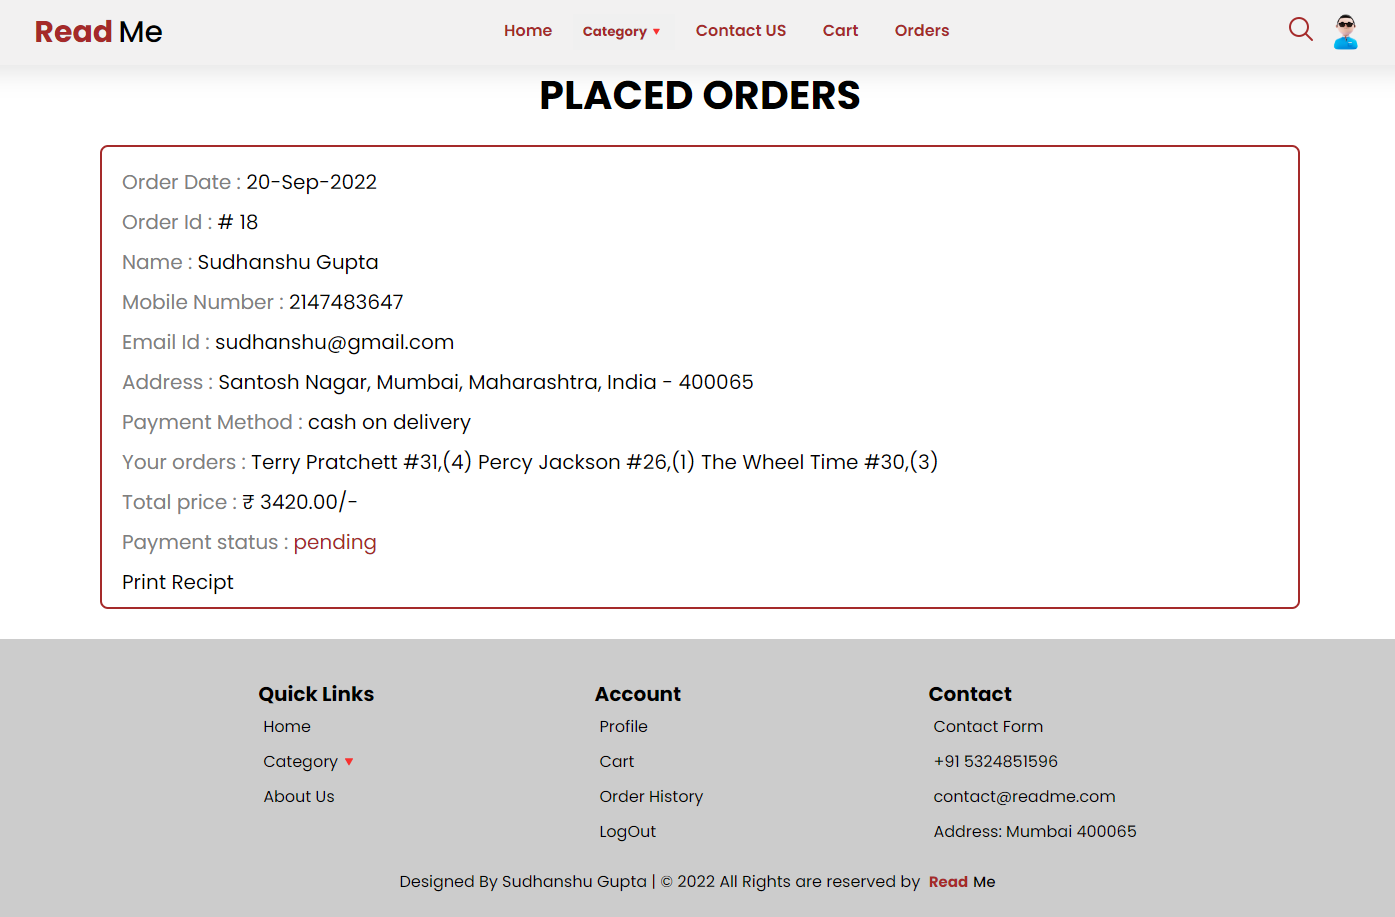 Read Me Home Category ▼ Contact US Cart Orders
PLACED ORDERS
Order Date : 20-Sep-2022
Order Id : # 18
Name : Sudhanshu Gupta
Mobile Number : 2147483647
Email Id : sudhanshu@gmail.com
Address : Santosh Nagar, Mumbai, Maharashtra, India - 400065
Payment Method : cash on delivery
Your orders : Terry Pratchett #31,(4) Percy Jackson #26,(1) The Wheel Time #30,(3)
Total price : ₹ 3420.00/-
Payment status : pending
Print Recipt
Quick Links
Home
Category ▼
About Us
Account
Profile
Cart
Order History
LogOut
Contact
Contact Form
+91 5324851596
contact@readme.com
Address: Mumbai 400065
Designed By Sudhanshu Gupta | © 2022 All Rights are reserved by Read Me